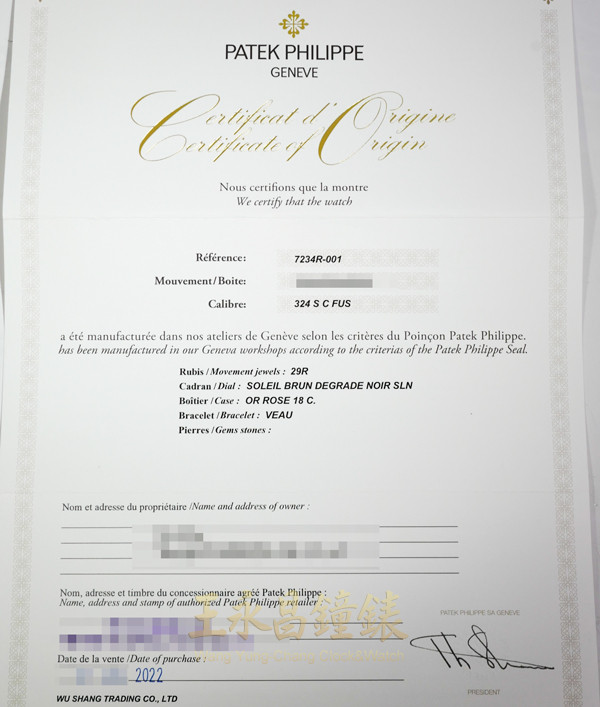 PATEK PHILIPPE
GENEVE
Certificat d'Origine
Certificate of Origin
Nous certifions que la montre
We certify that the watch
Référence: 7234R-001
Mouvement/Boite:
Calibre: 324 S C FUS
a été manufacturée dans nos ateliers de Genève selon les critères du Poinçon Patek Philippe.
has been manufactured in our Geneva workshops according to the criterias of the Patek Philippe Seal.
Rubis / Movement jewels : 29R
Cadran / Dial : SOLEIL BRUN DEGRADE NOIR SLN
Boîtier / Case : OR ROSE 18 C.
Bracelet / Bracelet : VEAU
Pierres / Gems stones :
Nom et adresse du propriétaire /Name and address of owner :
Nom, adresse et timbre du concessionnaire agréé Patek Philippe :
Name, address and stamp of authorized Patek Philippe retailer :
王永昌鐘錶
Date de la vente /Date of purchase :
2022
WU SHANG TRADING CO., LTD
PATEK PHILIPPE SA GENEVE
PRESIDENT